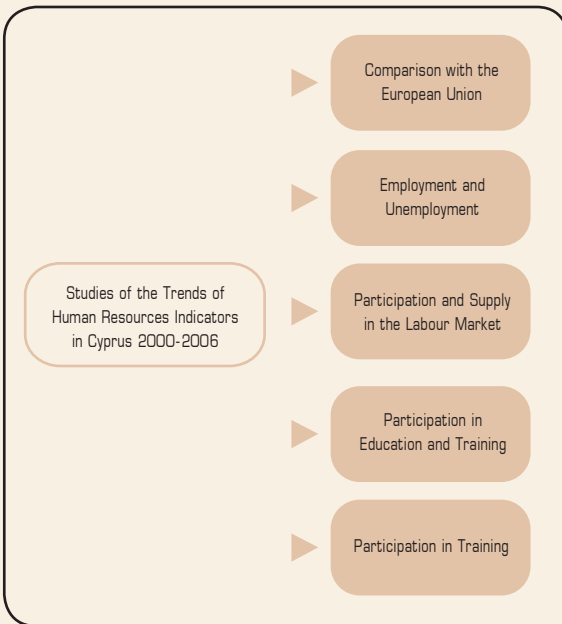 Studies of the Trends of
Human Resources Indicators
in Cyprus 2000-2006
Comparison with the
European Union
Employment and
Unemployment
Participation and Supply
in the Labour Market
Participation in
Education and Training
Participation in Training